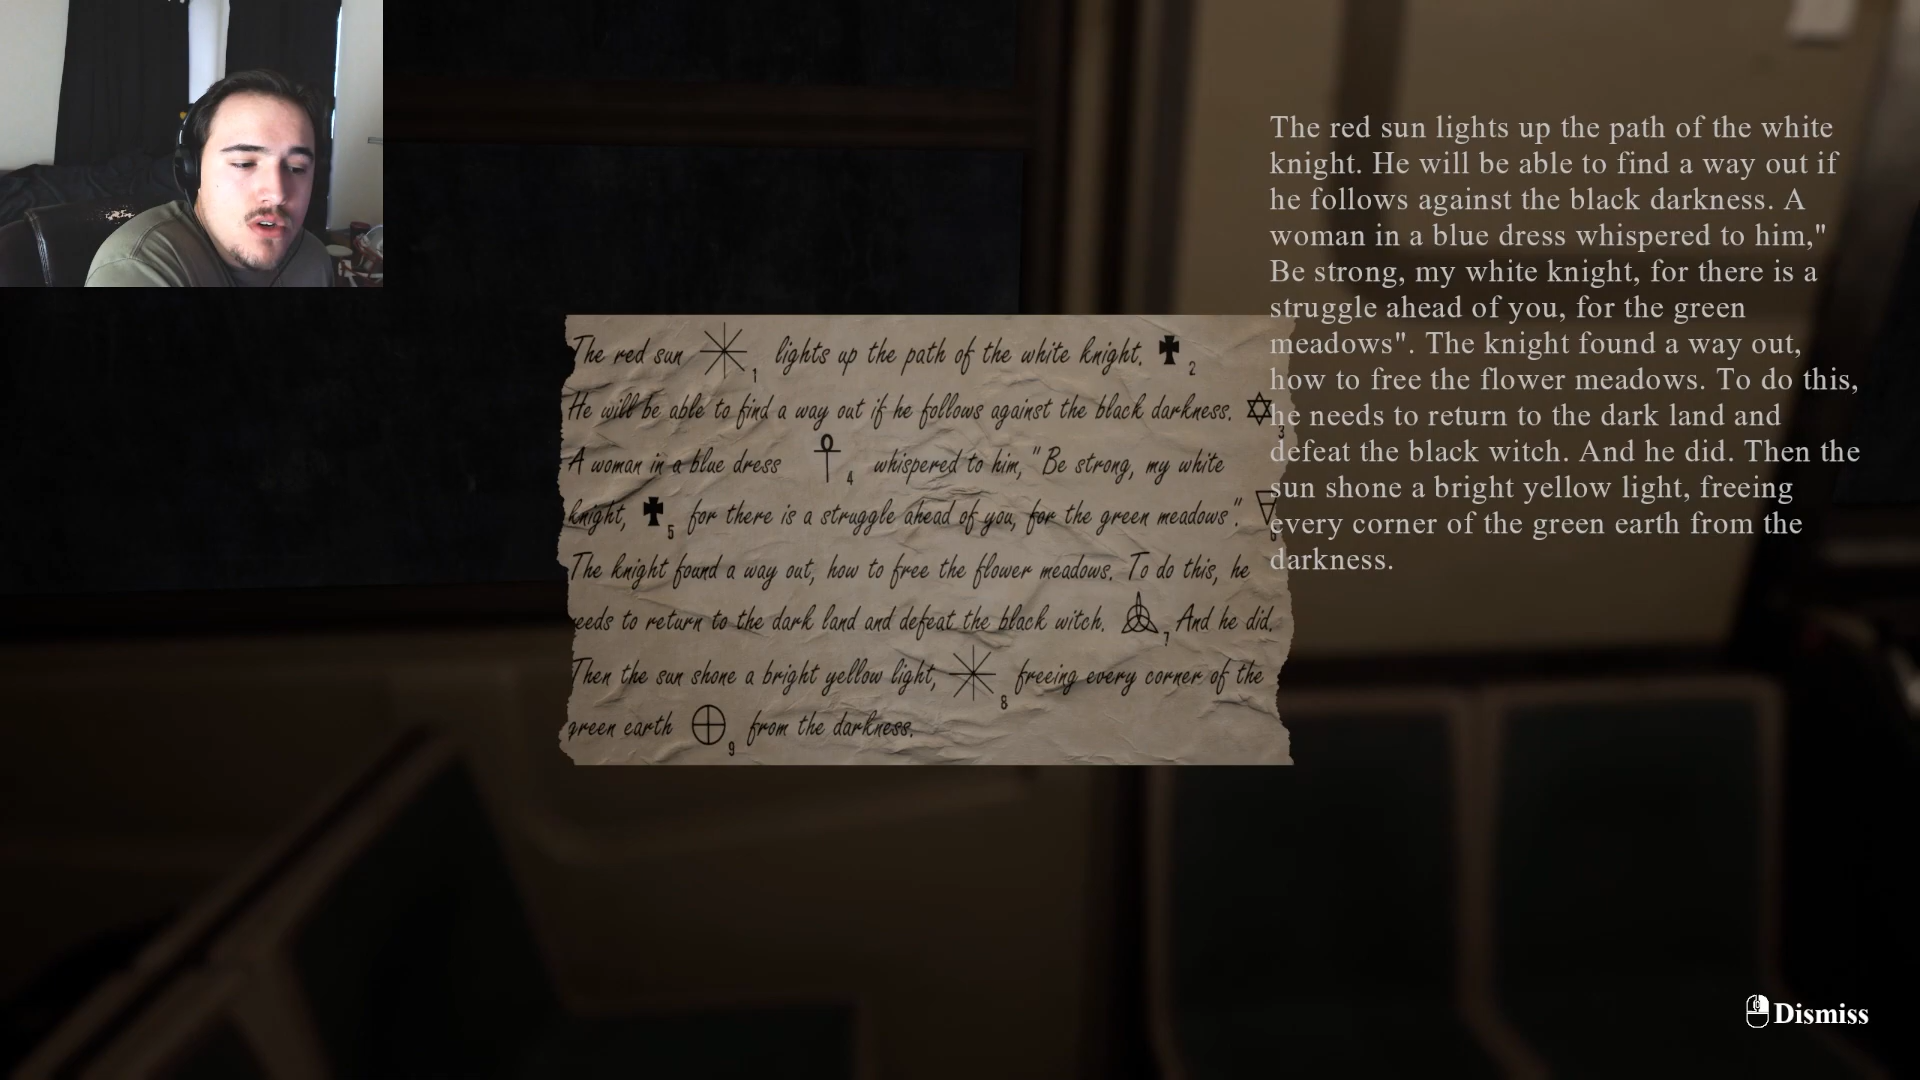 The red sun 1 lights up the path of the white knight. 2
He will be able to find a way out if he follows against the black darkness. 3
A woman in a blue dress 4 whispered to him, "Be strong, my white
knight, 5 for there is a struggle ahead of you, for the green meadows". 6
The knight found a way out, how to free the flower meadows. To do this, he
needs to return to the dark land and defeat the black witch. 7 And he did.
Then the sun shone a bright yellow light, 8 freeing every corner of the
green earth 9 from the darkness.
The red sun lights up the path of the white
knight. He will be able to find a way out if
he follows against the black darkness. A
woman in a blue dress whispered to him,"
Be strong, my white knight, for there is a
struggle ahead of you, for the green
meadows". The knight found a way out,
how to free the flower meadows. To do this,
he needs to return to the dark land and
defeat the black witch. And he did. Then the
sun shone a bright yellow light, freeing
every corner of the green earth from the
darkness.
Dismiss